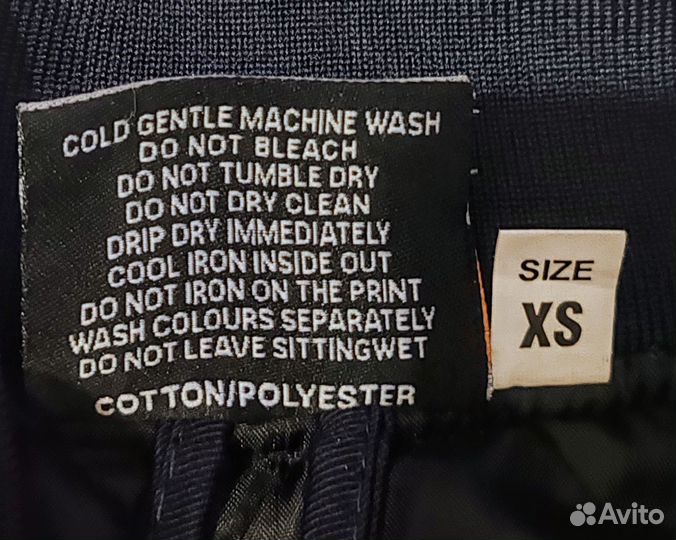 COLD GENTLE MACHINE WASH
DO NOT BLEACH
DO NOT TUMBLE DRY
DO NOT DRY CLEAN
DRIP DRY IMMEDIATELY
COOL IRON INSIDE OUT
DO NOT IRON ON THE PRINT
WASH COLOURS SEPARATELY
DO NOT LEAVE SITTINGWET
COTTON/POLYESTER
SIZE
XS
Avito